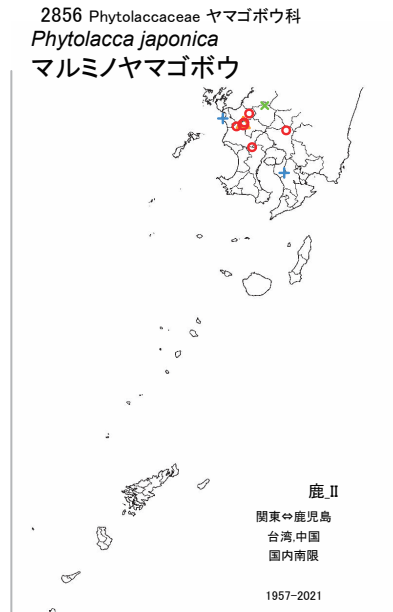 2856 Phytolaccaceae ヤマゴボウ科
Phytolacca japonica
マルミノヤマゴボウ
鹿_II
関東⇔鹿児島
台湾,中国
国内南限
1957-2021